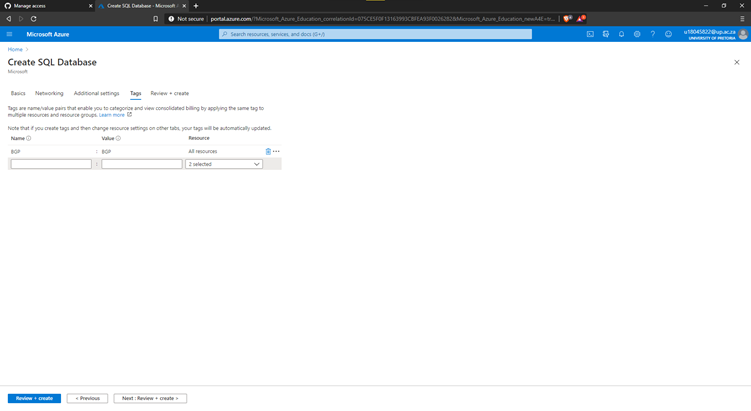 Manage access
Create SQL Database - Microsoft
Not secure
portal.azure.com/?Microsoft_Azure_Education_correlationId=075CE5F0F13163993CBFEA93F0026282&Microsoft_Azure_Education_newA4E=tr...
Microsoft Azure
Search resources, services, and docs (G+/)
u18045822@up.ac.za
UNIVERSITY OF PRETORIA
Home
Create SQL Database
Microsoft
Basics
Networking
Additional settings
Tags
Review + create
Tags are name/value pairs that enable you to categorize and view consolidated billing by applying the same tag to
multiple resources and resource groups. Learn more
Note that if you create tags and then change resource settings on other tabs, your tags will be automatically updated.
Name
Value
Resource
BGP
:
BGP
All resources
:
2 selected
Review + create
< Previous
Next : Review + create >